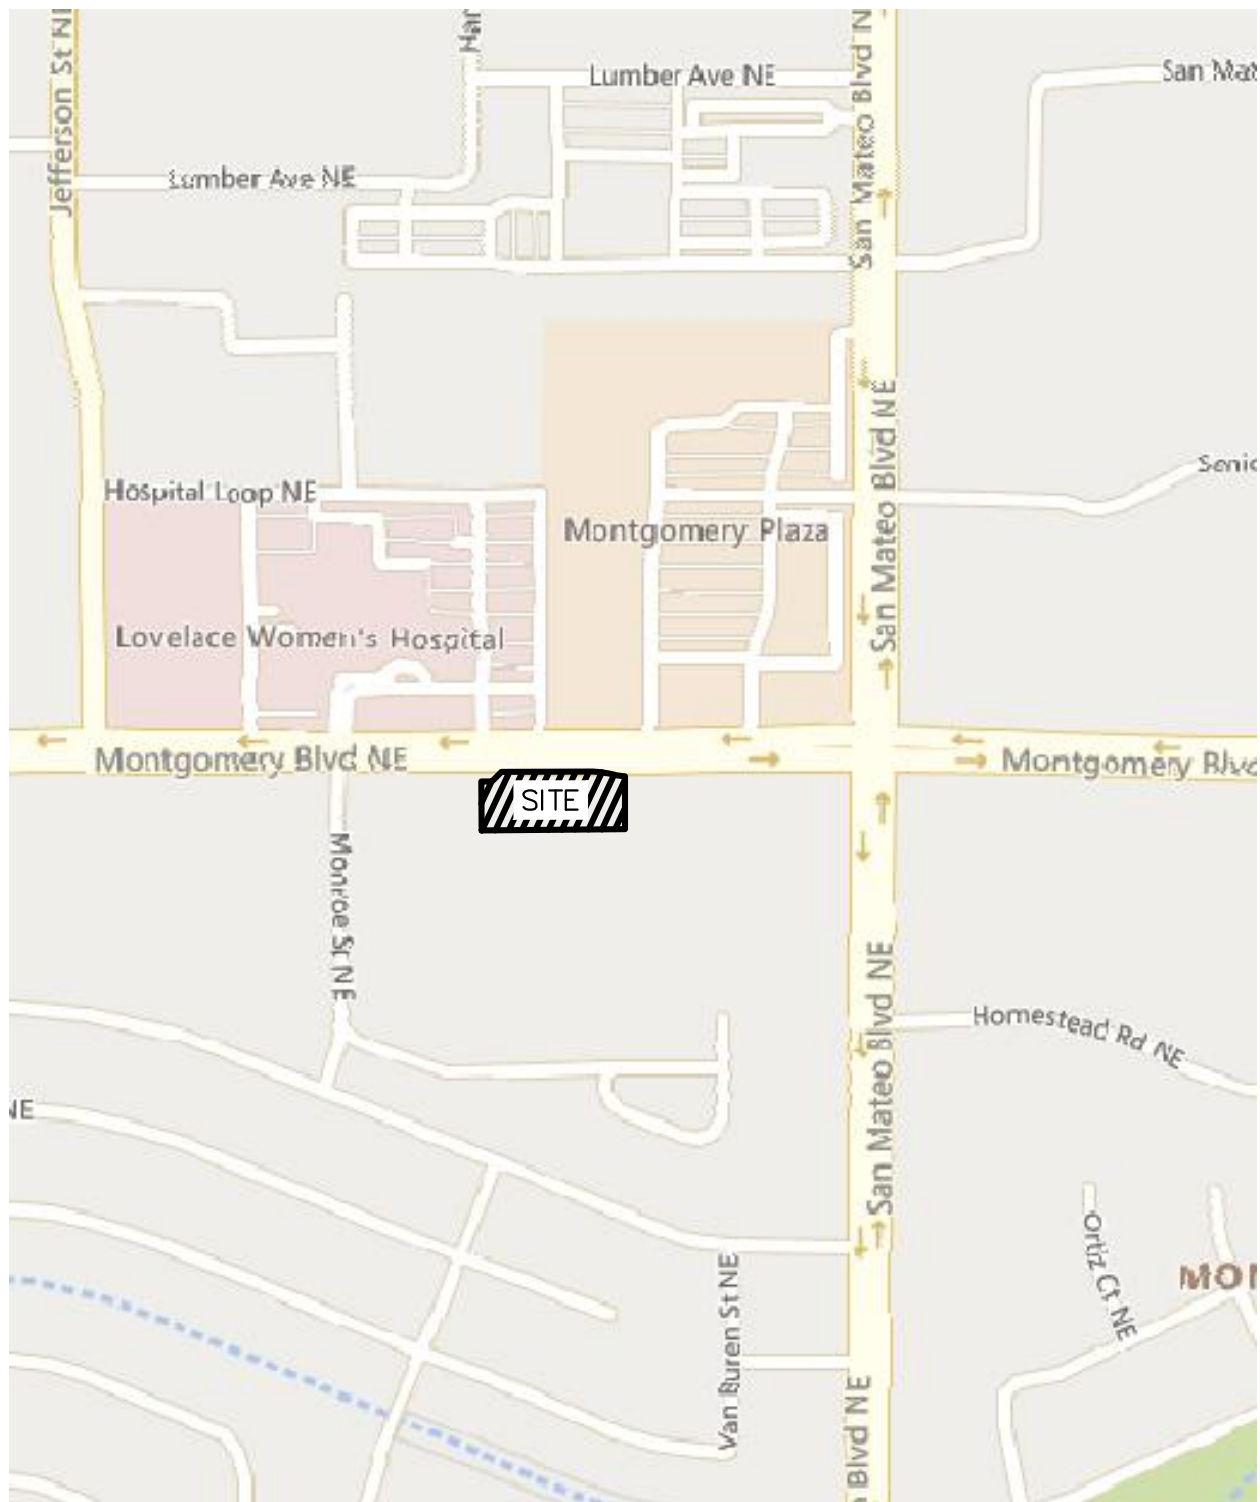 Jefferson St NE
Lumber Ave NE
San Mateo Blvd N
San Mat
Lumber Ave NE
San Mateo Blvd NE
Hospital Loop NE
Montgomery Plaza
Lovelace Women's Hospital
Montgomery Blvd NE
Montgomery Blvd
SITE
Monroe St NE
San Mateo Blvd NE
Homestead Rd NE
NE
San Mateo Blvd NE
Ortiz Ct NE
Van Buren St NE
Blvd NE